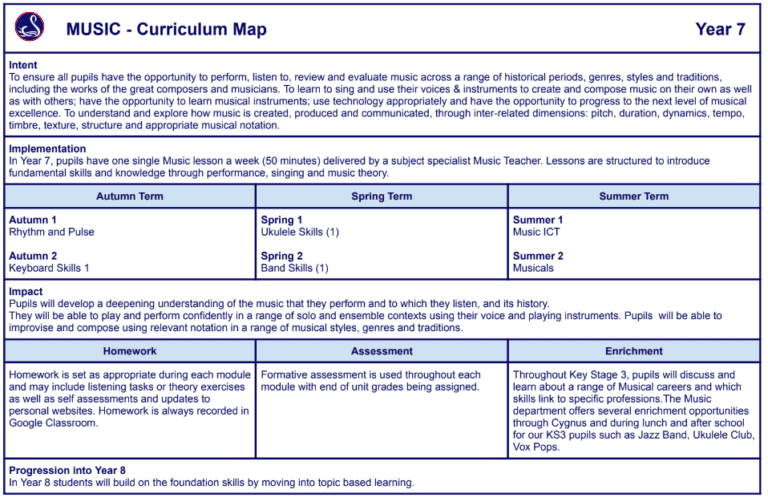 MUSIC - Curriculum Map
Year 7
Intent
To ensure all pupils have the opportunity to perform, listen to, review and evaluate music across a range of historical periods, genres, styles and traditions,
including the works of the great composers and musicians. To learn to sing and use their voices & instruments to create and compose music on their own as well
as with others; have the opportunity to learn musical instruments; use technology appropriately and have the opportunity to progress to the next level of musical
excellence. To understand and explore how music is created, produced and communicated, through inter-related dimensions: pitch, duration, dynamics, tempo,
timbre, texture, structure and appropriate musical notation.
Implementation
In Year 7, pupils have one single Music lesson a week (50 minutes) delivered by a subject specialist Music Teacher. Lessons are structured to introduce
fundamental skills and knowledge through performance, singing and music theory.
Autumn Term
Spring Term
Summer Term
Autumn 1
Rhythm and Pulse
Autumn 2
Keyboard Skills 1
Spring 1
Ukulele Skills (1)
Spring 2
Band Skills (1)
Summer 1
Music ICT
Summer 2
Musicals
Impact
Pupils will develop a deepening understanding of the music that they perform and to which they listen, and its history.
They will be able to play and perform confidently in a range of solo and ensemble contexts using their voice and playing instruments. Pupils will be able to
improvise and compose using relevant notation in a range of musical styles, genres and traditions.
Homework
Assessment
Enrichment
Homework is set as appropriate during each module
and may include listening tasks or theory exercises
as well as self assessments and updates to
personal websites. Homework is always recorded in
Google Classroom.
Formative assessment is used throughout each
module with end of unit grades being assigned.
Throughout Key Stage 3, pupils will discuss and
learn about a range of Musical careers and which
skills link to specific professions.The Music
department offers several enrichment opportunities
through Cygnus and during lunch and after school
for our KS3 pupils such as Jazz Band, Ukulele Club,
Vox Pops.
Progression into Year 8
In Year 8 students will build on the foundation skills by moving into topic based learning.